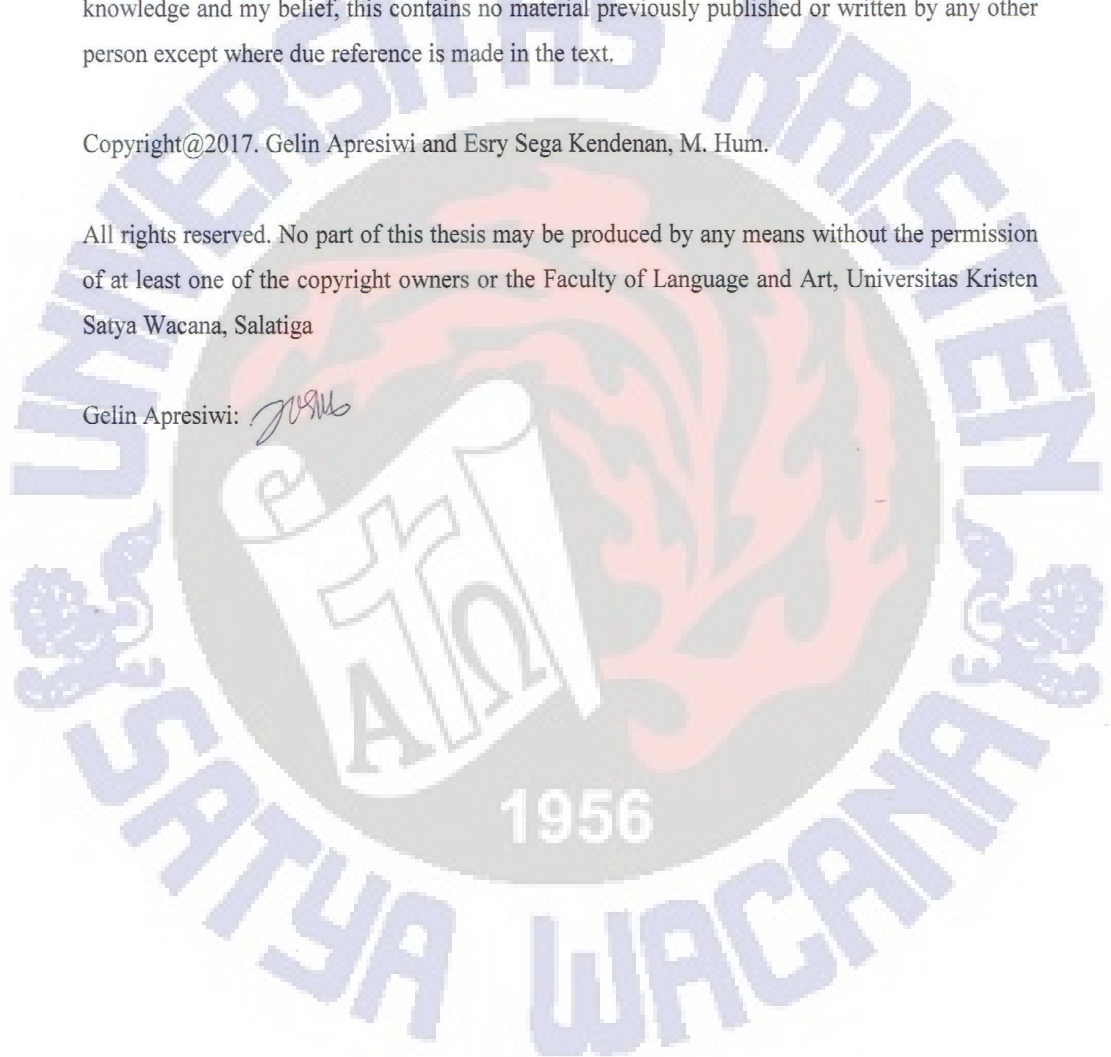 knowledge and my belief, this contains no material previously published or written by any other
person except where due reference is made in the text.
Copyright@2017. Gelin Apresiwi and Esry Sega Kendenan, M. Hum.
All rights reserved. No part of this thesis may be produced by any means without the permission
of at least one of the copyright owners or the Faculty of Language and Art, Universitas Kristen
Satya Wacana, Salatiga
Gelin Apresiwi:
UNIVERSITAS KRISTEN
SATYA WACANA
Α Ω
1956